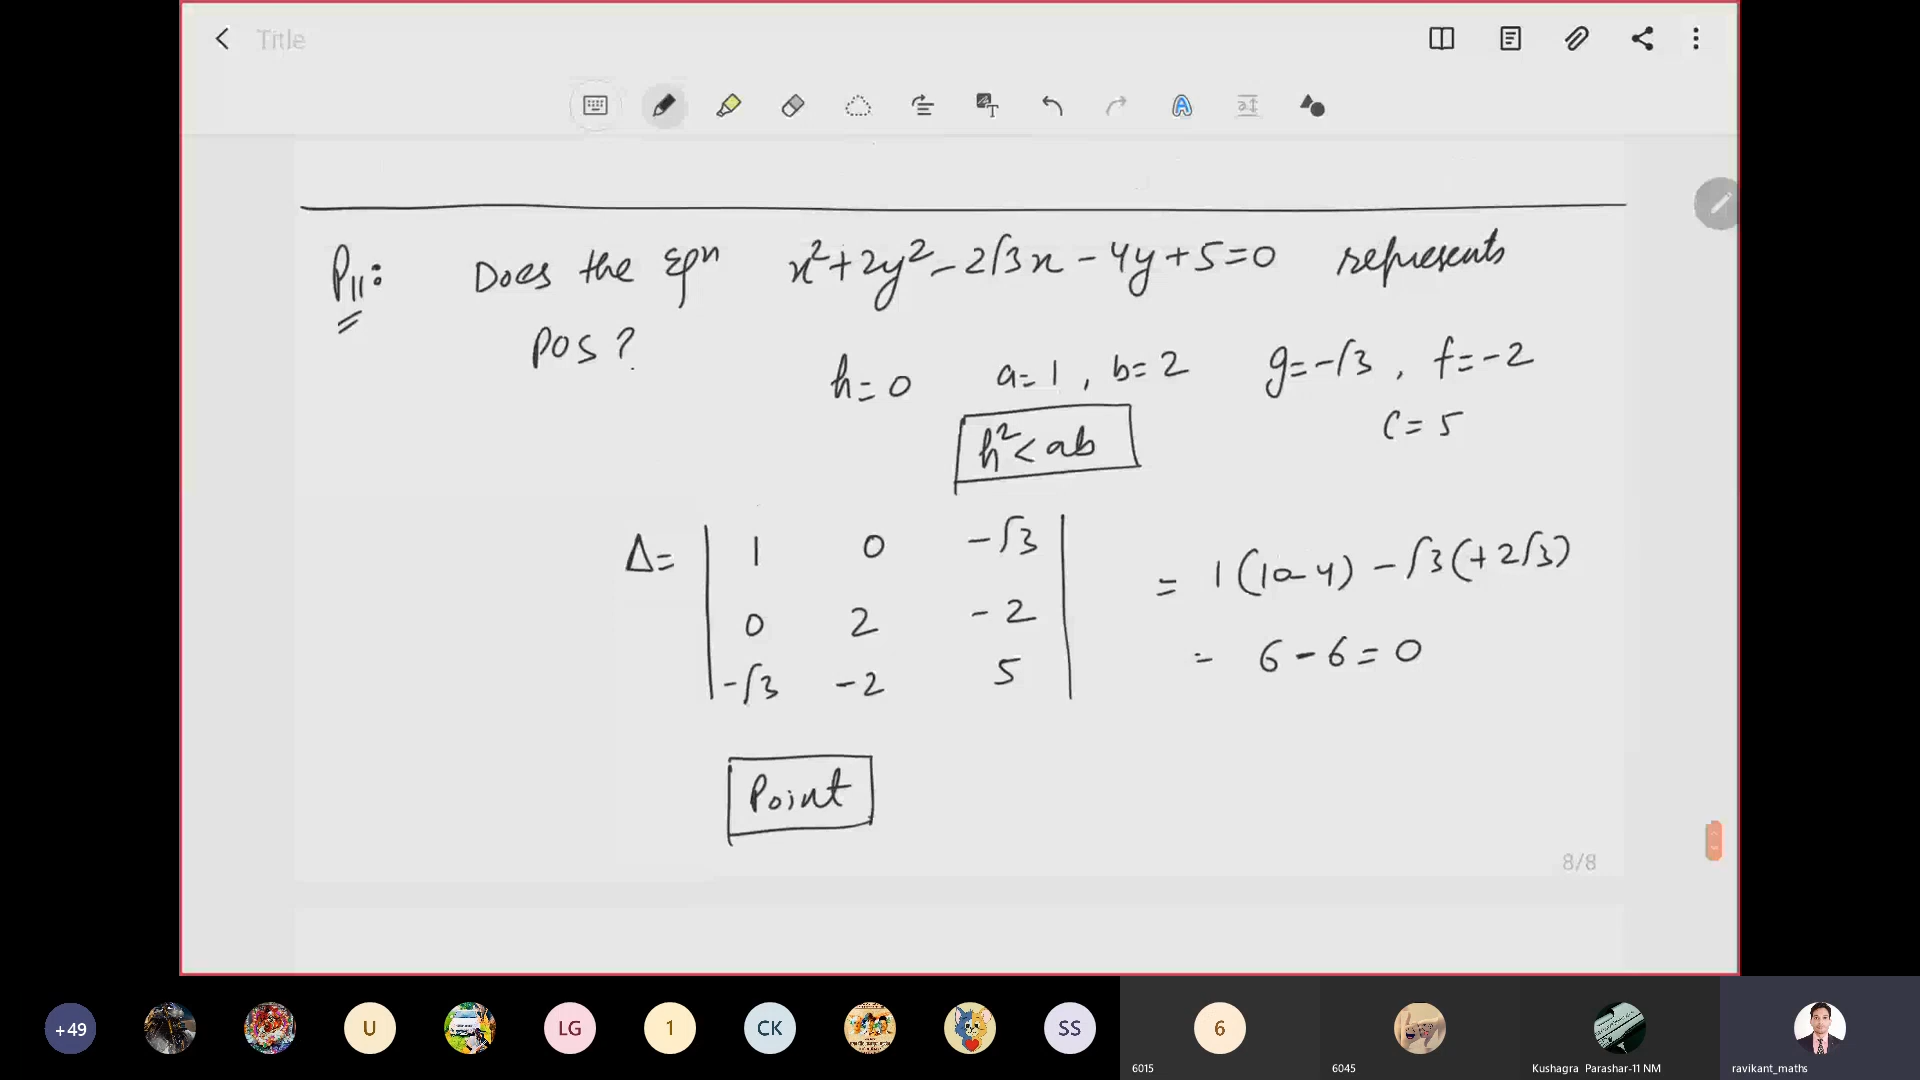 Title
P11: Does the Eqn x²+2y²-2√3x-4y+5=0 represents
POS ?
h=0 a=1 , b=2 g=-√3 , f=-2
c=5
h²<ab
Δ= | 1 0 -√3 |
| 0 2 -2 |
| -√3 -2 5 |
= 1(10-4) -√3(+2√3)
= 6-6=0
Point
8/8
+49 U LG 1 CK SS 6
6015 6045 Kushagra Parashar-11 NM ravikant_maths